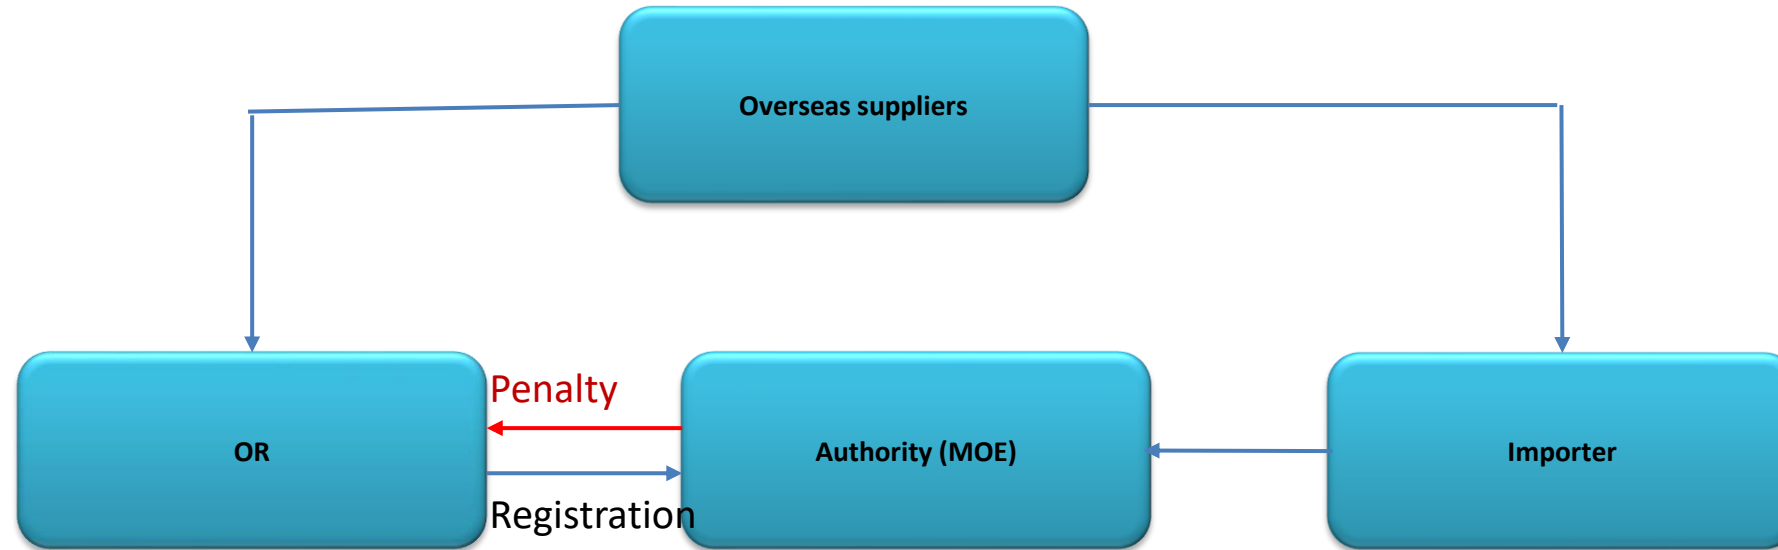 Overseas suppliers
Penalty
OR
Authority (MOE)
Importer
Registration